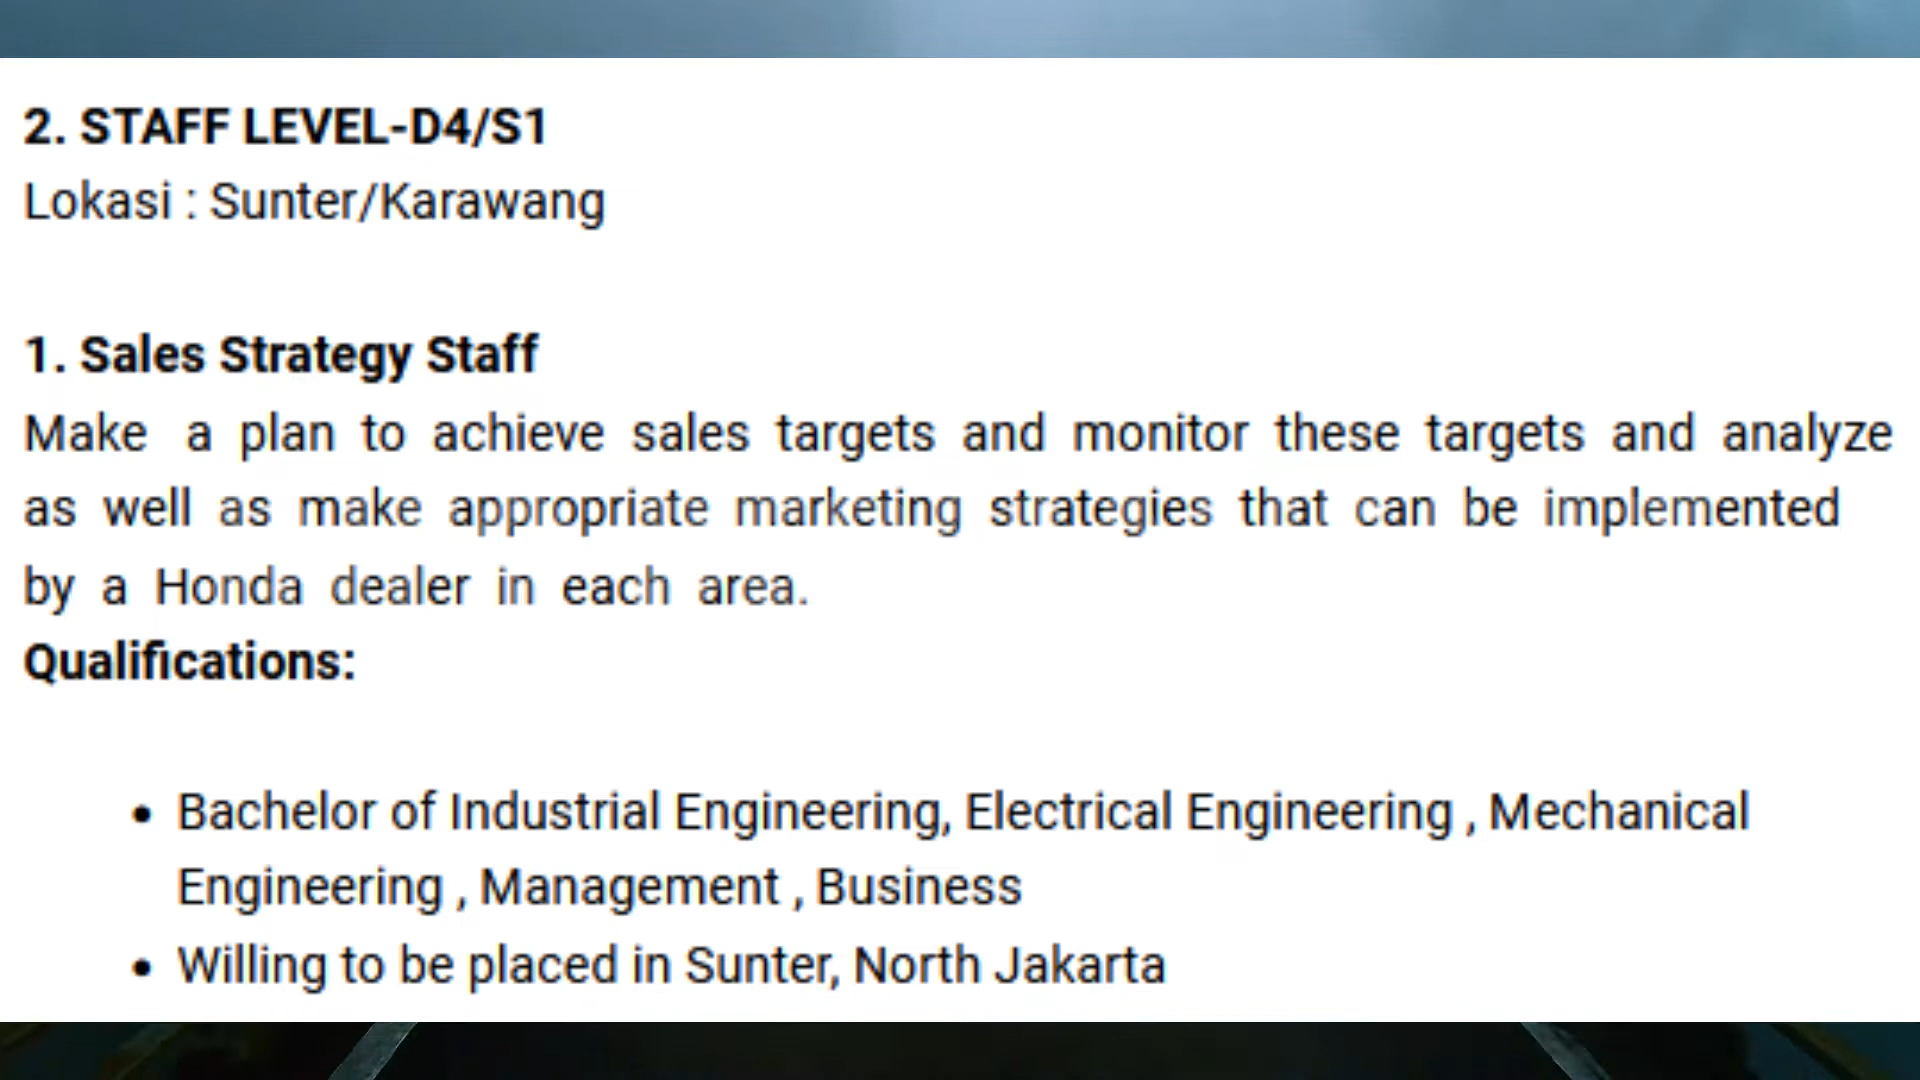 2. STAFF LEVEL-D4/S1
Lokasi : Sunter/Karawang
1. Sales Strategy Staff
Make a plan to achieve sales targets and monitor these targets and analyze
as well as make appropriate marketing strategies that can be implemented
by a Honda dealer in each area.
Qualifications:
• Bachelor of Industrial Engineering, Electrical Engineering , Mechanical
Engineering , Management , Business
• Willing to be placed in Sunter, North Jakarta